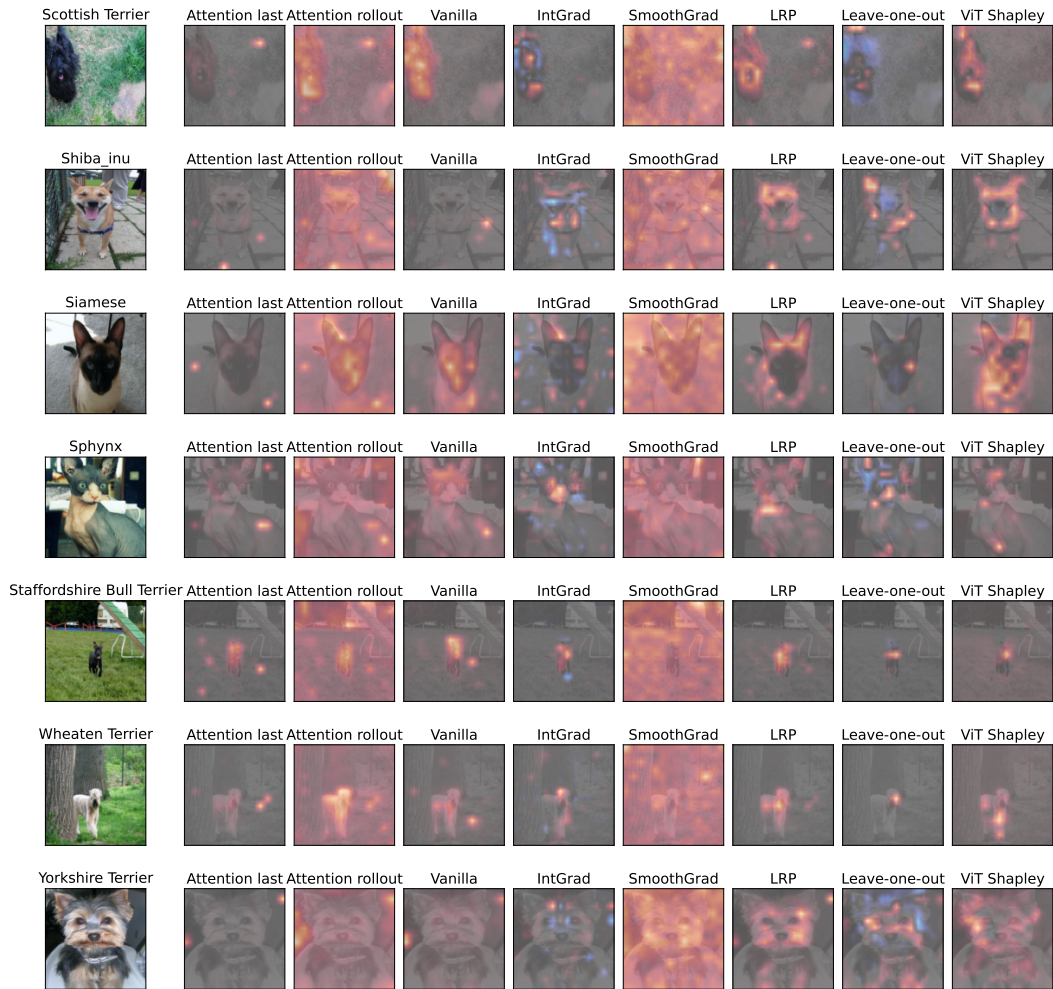 Scottish Terrier Attention last Attention rollout Vanilla IntGrad SmoothGrad LRP Leave-one-out ViT Shapley
Shiba_inu Attention last Attention rollout Vanilla IntGrad SmoothGrad LRP Leave-one-out ViT Shapley
Siamese Attention last Attention rollout Vanilla IntGrad SmoothGrad LRP Leave-one-out ViT Shapley
Sphynx Attention last Attention rollout Vanilla IntGrad SmoothGrad LRP Leave-one-out ViT Shapley
Staffordshire Bull Terrier Attention last Attention rollout Vanilla IntGrad SmoothGrad LRP Leave-one-out ViT Shapley
Wheaten Terrier Attention last Attention rollout Vanilla IntGrad SmoothGrad LRP Leave-one-out ViT Shapley
Yorkshire Terrier Attention last Attention rollout Vanilla IntGrad SmoothGrad LRP Leave-one-out ViT Shapley